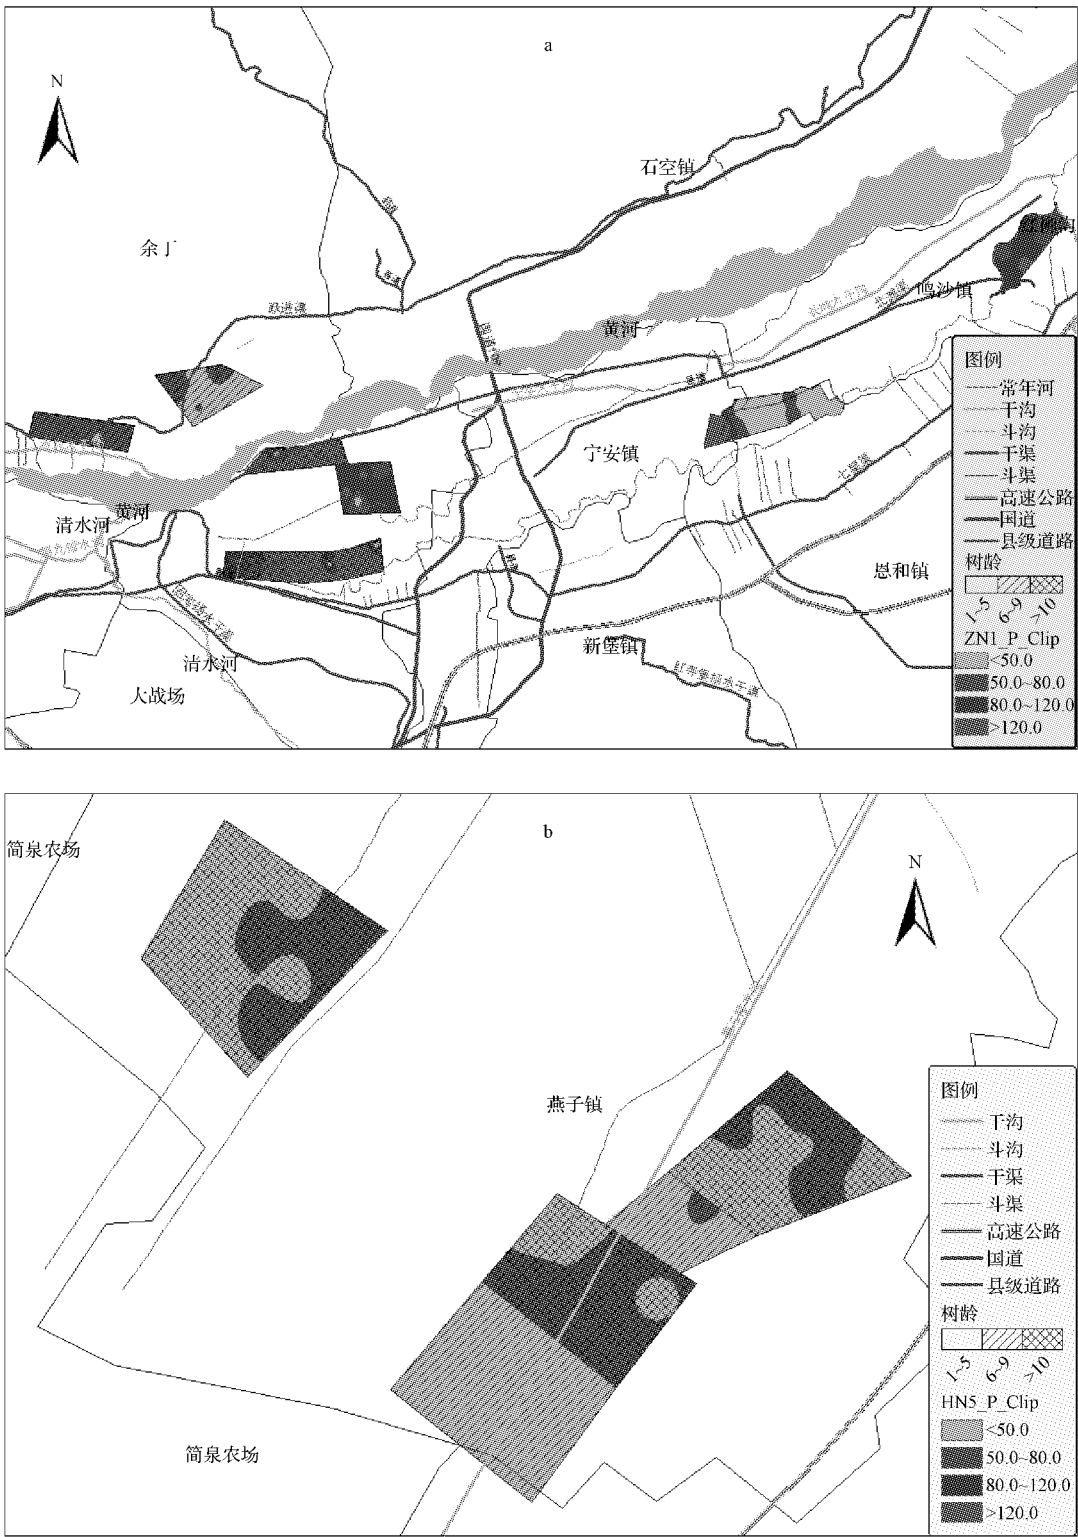 a
N
石空镇
余丁
跃进渠
鸣沙镇
黄河
宁安镇
七星渠
清水河
黄河
恩和镇
清水河
新堡镇
大战场
图例
常年河
干沟
斗沟
干渠
斗渠
高速公路
国道
县级道路
树龄
1~5
6~9
>10
ZN1_P_Clip
<50.0
50.0~80.0
80.0~120.0
>120.0
b
简泉农场
N
燕子镇
简泉农场
图例
干沟
斗沟
干渠
斗渠
高速公路
国道
县级道路
树龄
1~5
6~9
>10
HN5_P_Clip
<50.0
50.0~80.0
80.0~120.0
>120.0